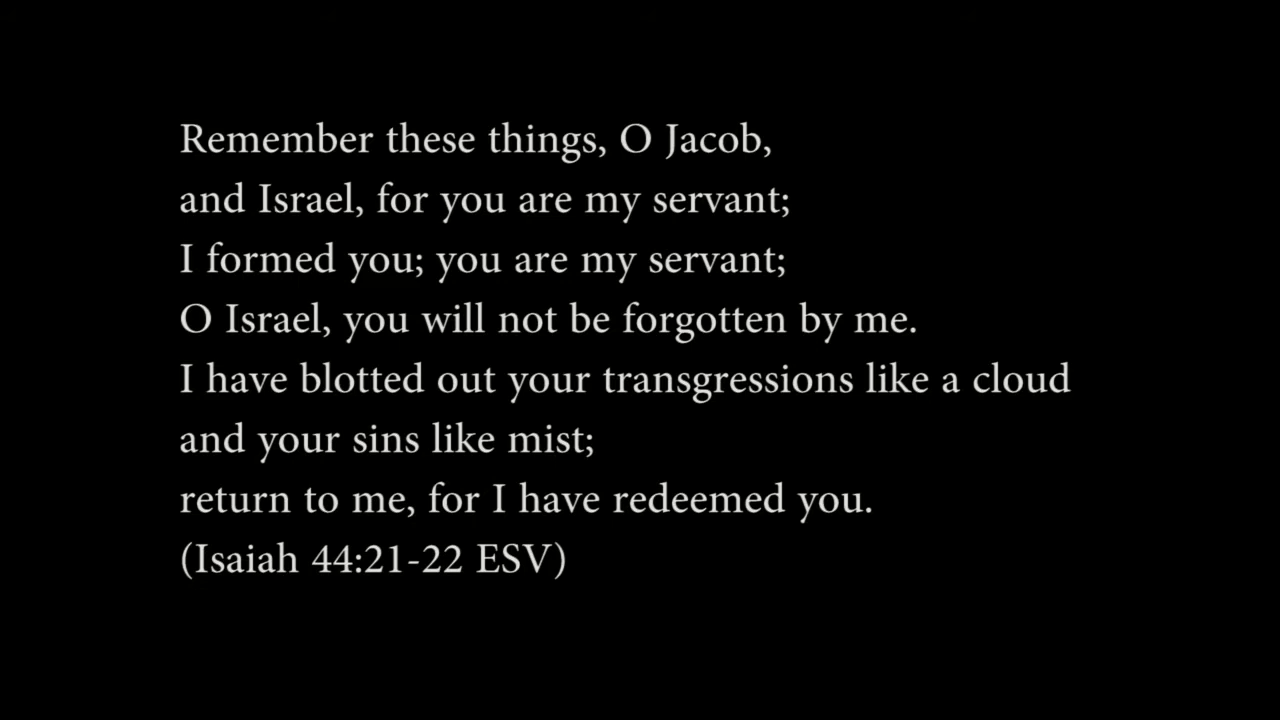 Remember these things, O Jacob,
and Israel, for you are my servant;
I formed you; you are my servant;
O Israel, you will not be forgotten by me.
I have blotted out your transgressions like a cloud
and your sins like mist;
return to me, for I have redeemed you.
(Isaiah 44:21-22 ESV)